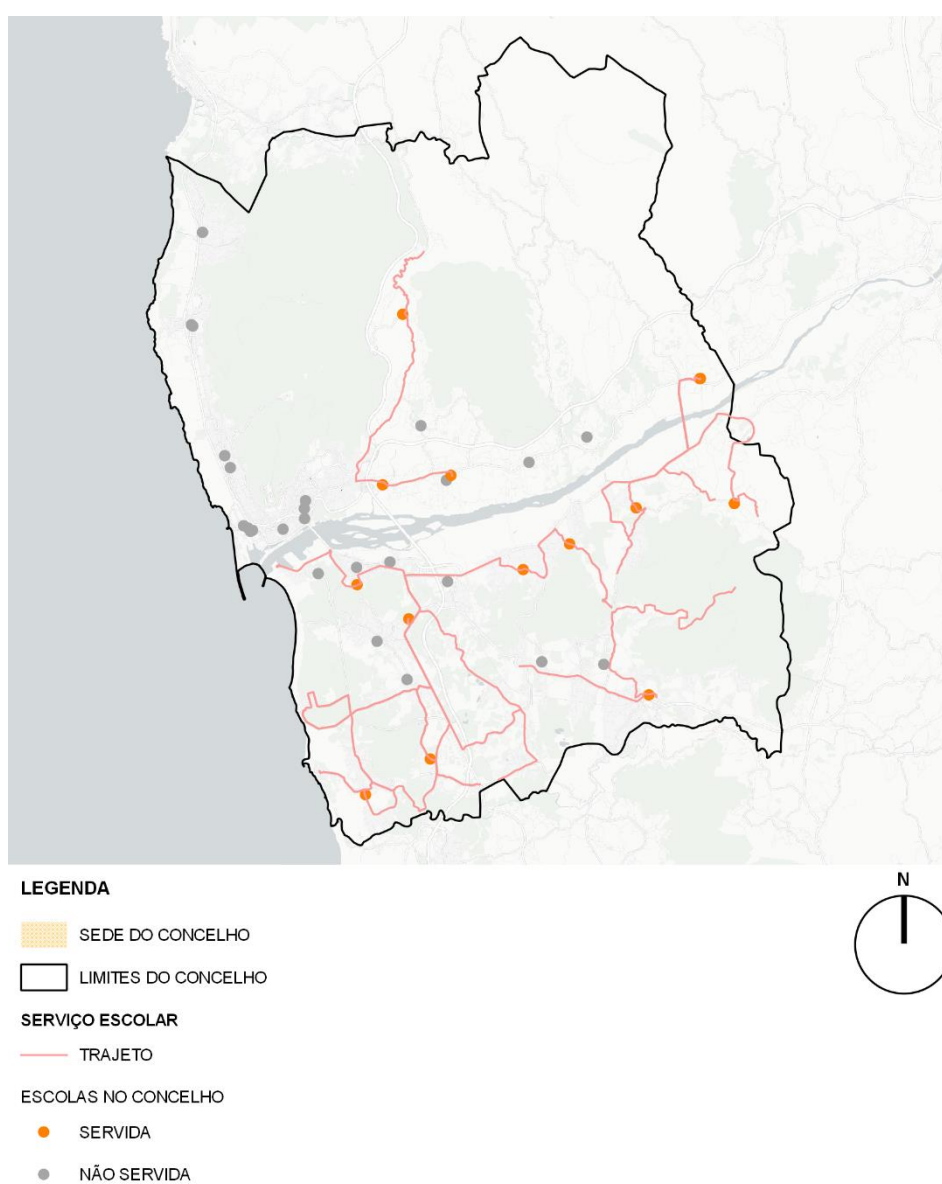 LEGENDA
N
SEDE DO CONCELHO
LIMITES DO CONCELHO
SERVIÇO ESCOLAR
TRAJETO
ESCOLAS NO CONCELHO
SERVIDA
NÃO SERVIDA